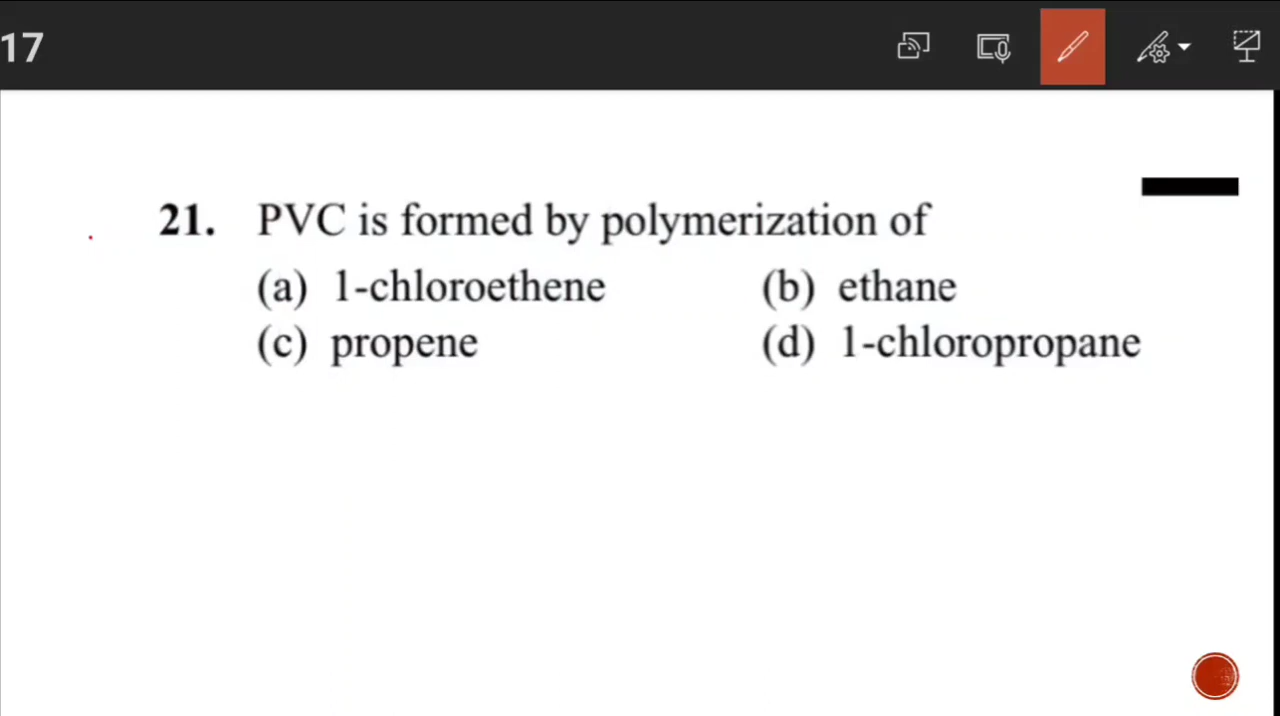 17
21. PVC is formed by polymerization of
(a) 1-chloroethene (b) ethane
(c) propene (d) 1-chloropropane